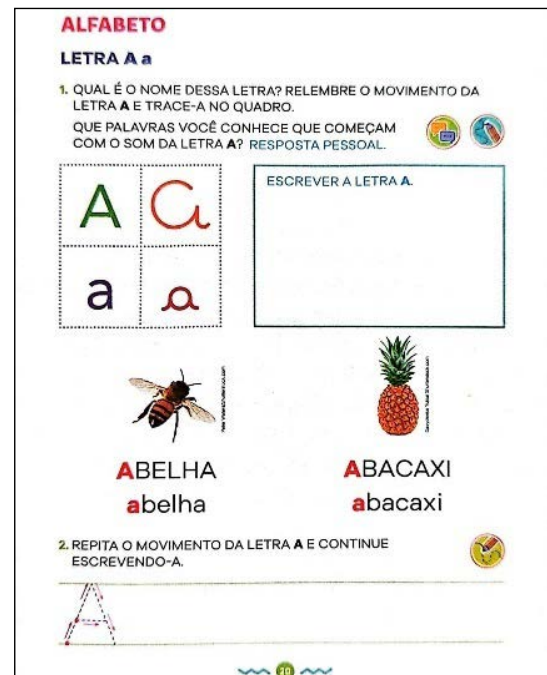 ALFABETO
LETRA A a
1. QUAL É O NOME DESSA LETRA? RELEMBRE O MOVIMENTO DA
LETRA A E TRACE-A NO QUADRO.
QUE PALAVRAS VOCÊ CONHECE QUE COMEÇAM
COM O SOM DA LETRA A? RESPOSTA PESSOAL.
A A
a a
ESCREVER A LETRA A.
ABELHA
abelha
ABACAXI
abacaxi
2. REPITA O MOVIMENTO DA LETRA A E CONTINUE
ESCREVENDO-A.
A
20